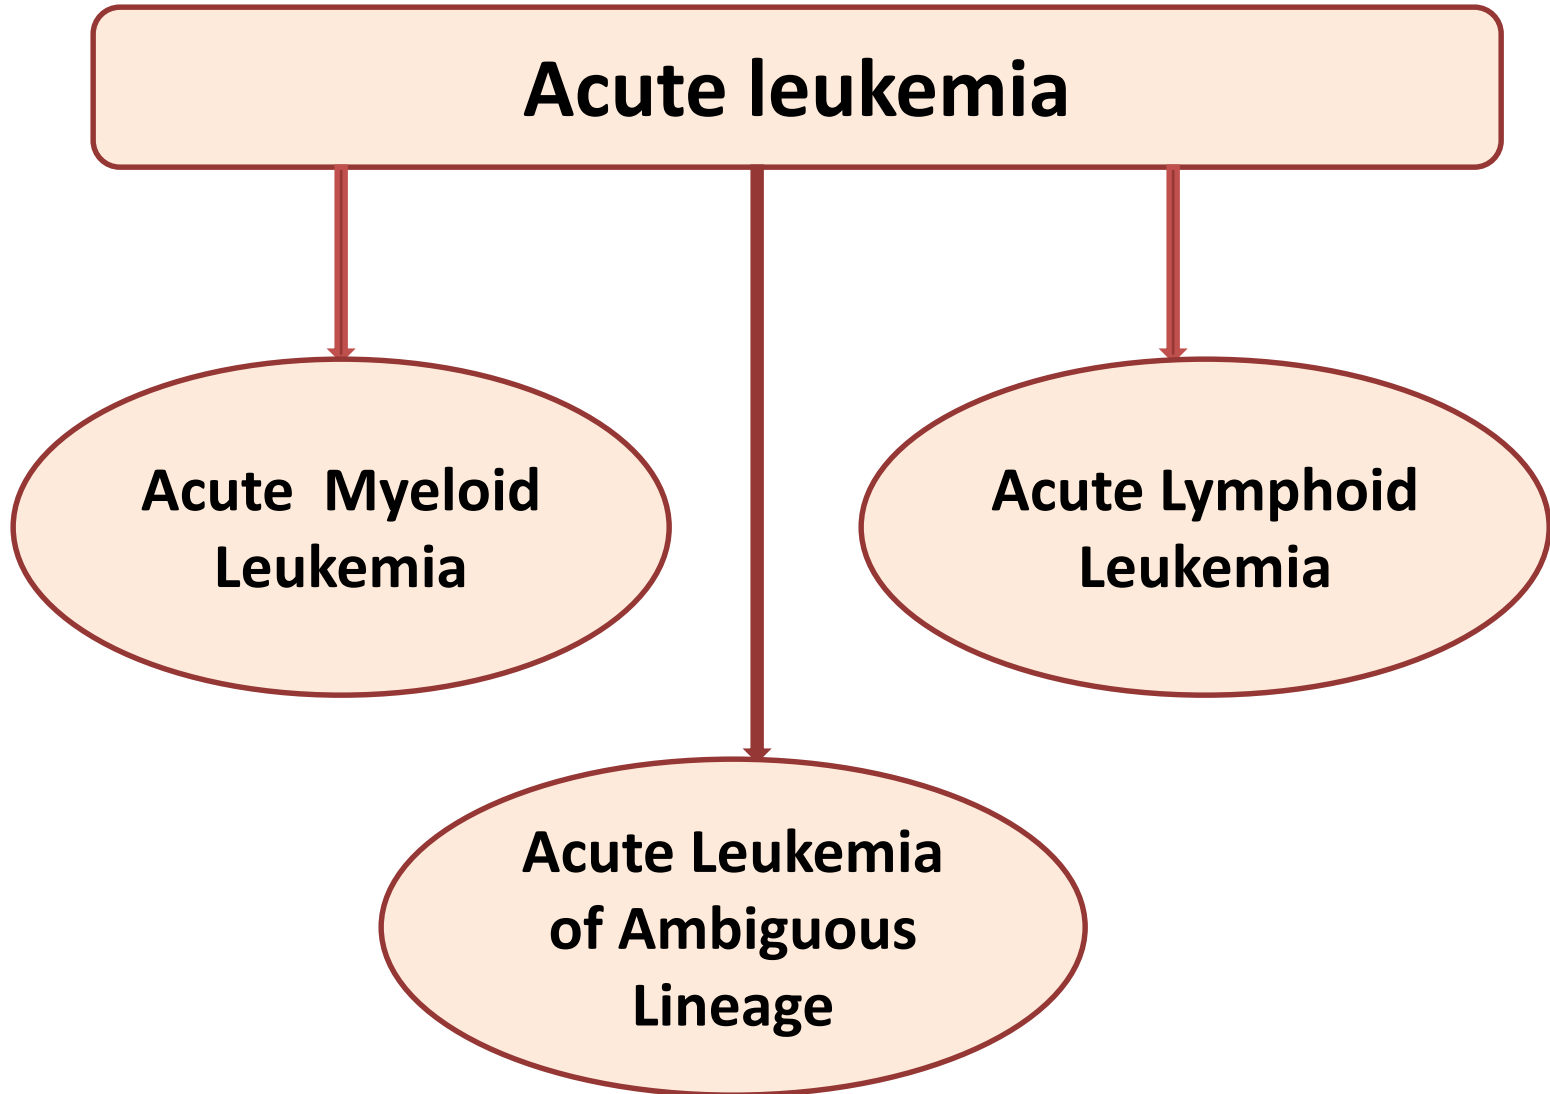 Acute leukemia
Acute  Myeloid
Leukemia
Acute Lymphoid
Leukemia
Acute Leukemia
of Ambiguous
Lineage